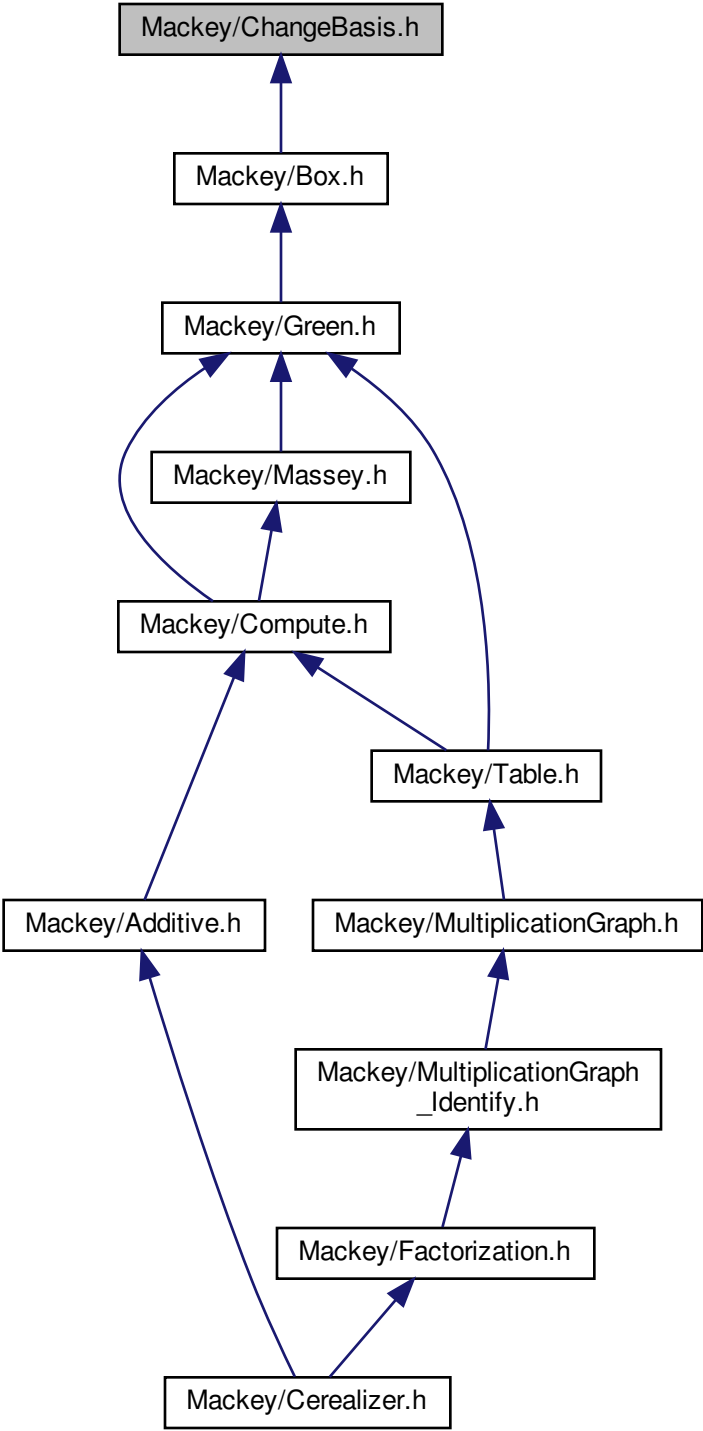 Mackey/ChangeBasis.h
Mackey/Box.h
Mackey/Green.h
Mackey/Massey.h
Mackey/Compute.h
Mackey/Table.h
Mackey/Additive.h
Mackey/MultiplicationGraph.h
Mackey/MultiplicationGraph
_Identify.h
Mackey/Factorization.h
Mackey/Cerealizer.h